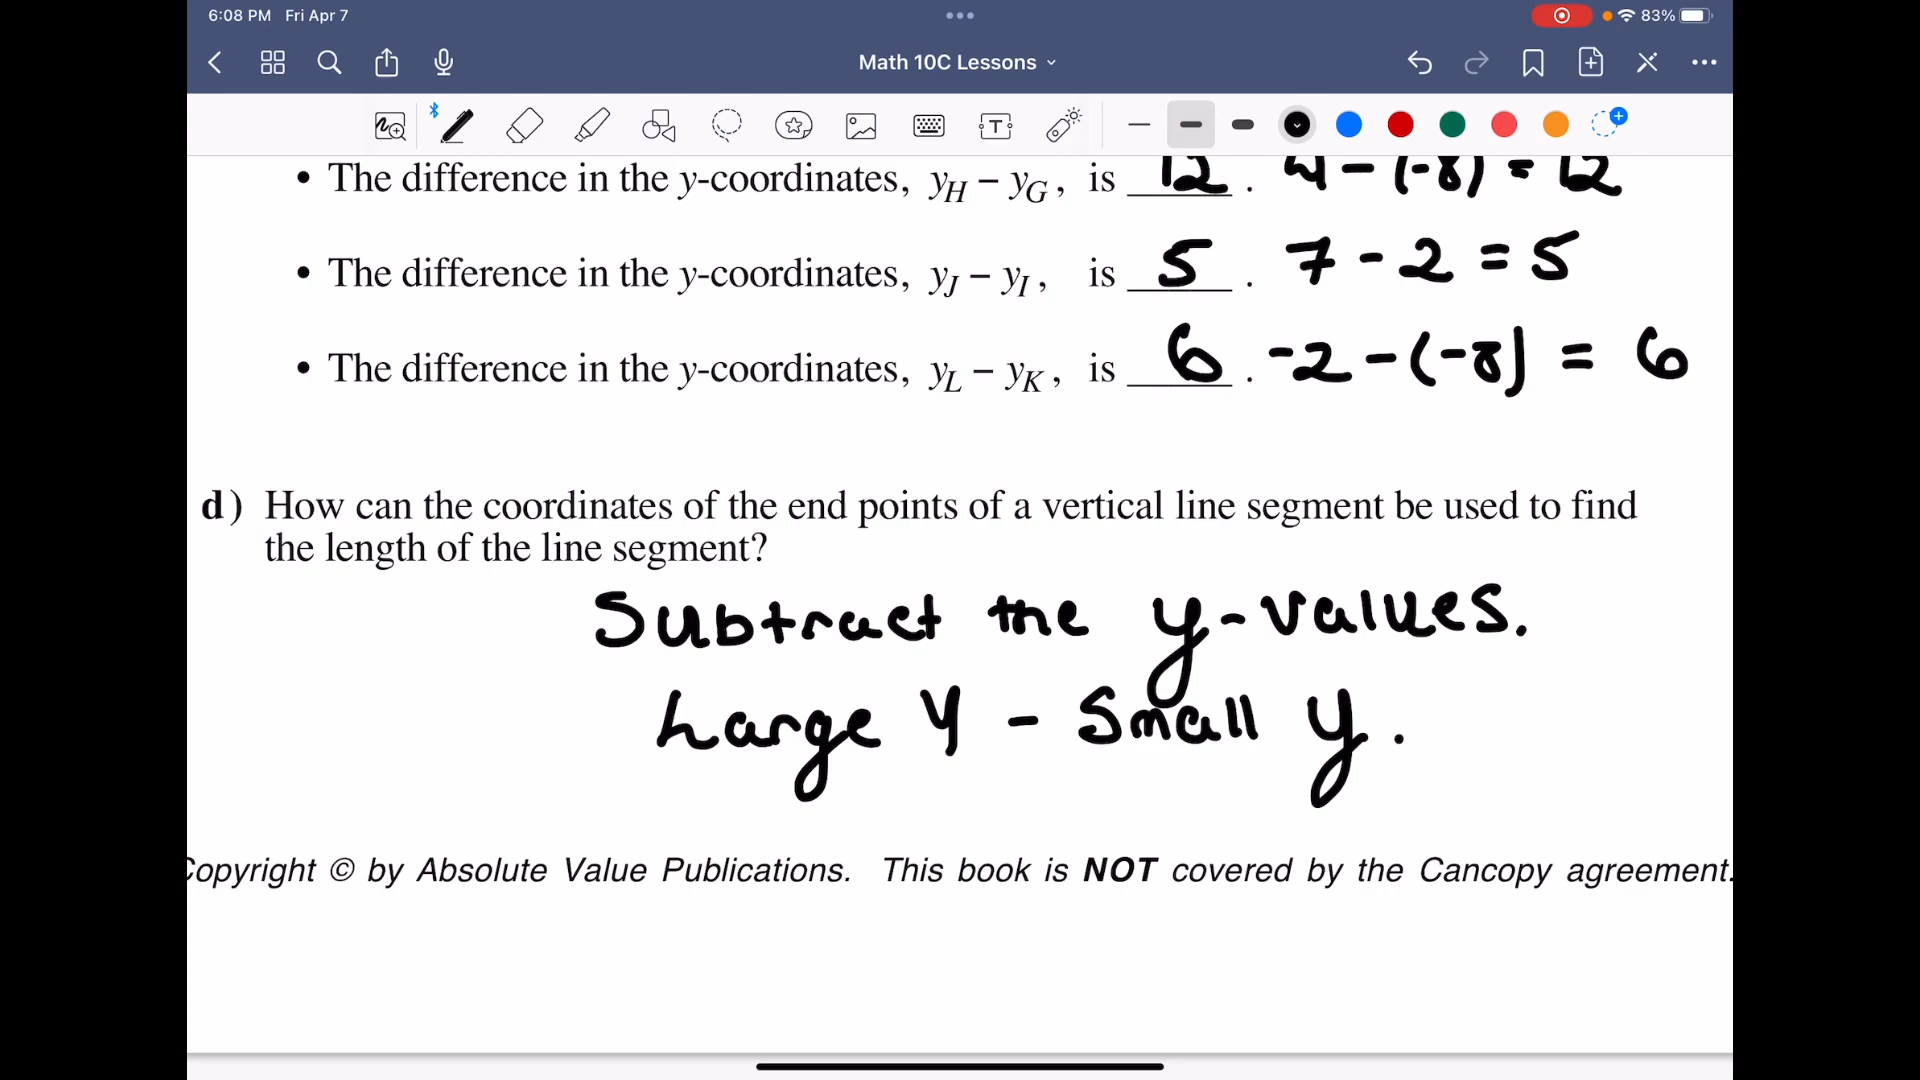 6:08 PM Fri Apr 7 83%
Math 10C Lessons
• The difference in the y-coordinates, y_H − y_G, is 12. 4 - (-8) = 12
• The difference in the y-coordinates, y_J − y_I, is 5. 7 - 2 = 5
• The difference in the y-coordinates, y_L − y_K, is 6. -2 - (-8) = 6
d) How can the coordinates of the end points of a vertical line segment be used to find
the length of the line segment?
Subtract the y-values.
Large y - Small y.
Copyright © by Absolute Value Publications. This book is NOT covered by the Cancopy agreement.